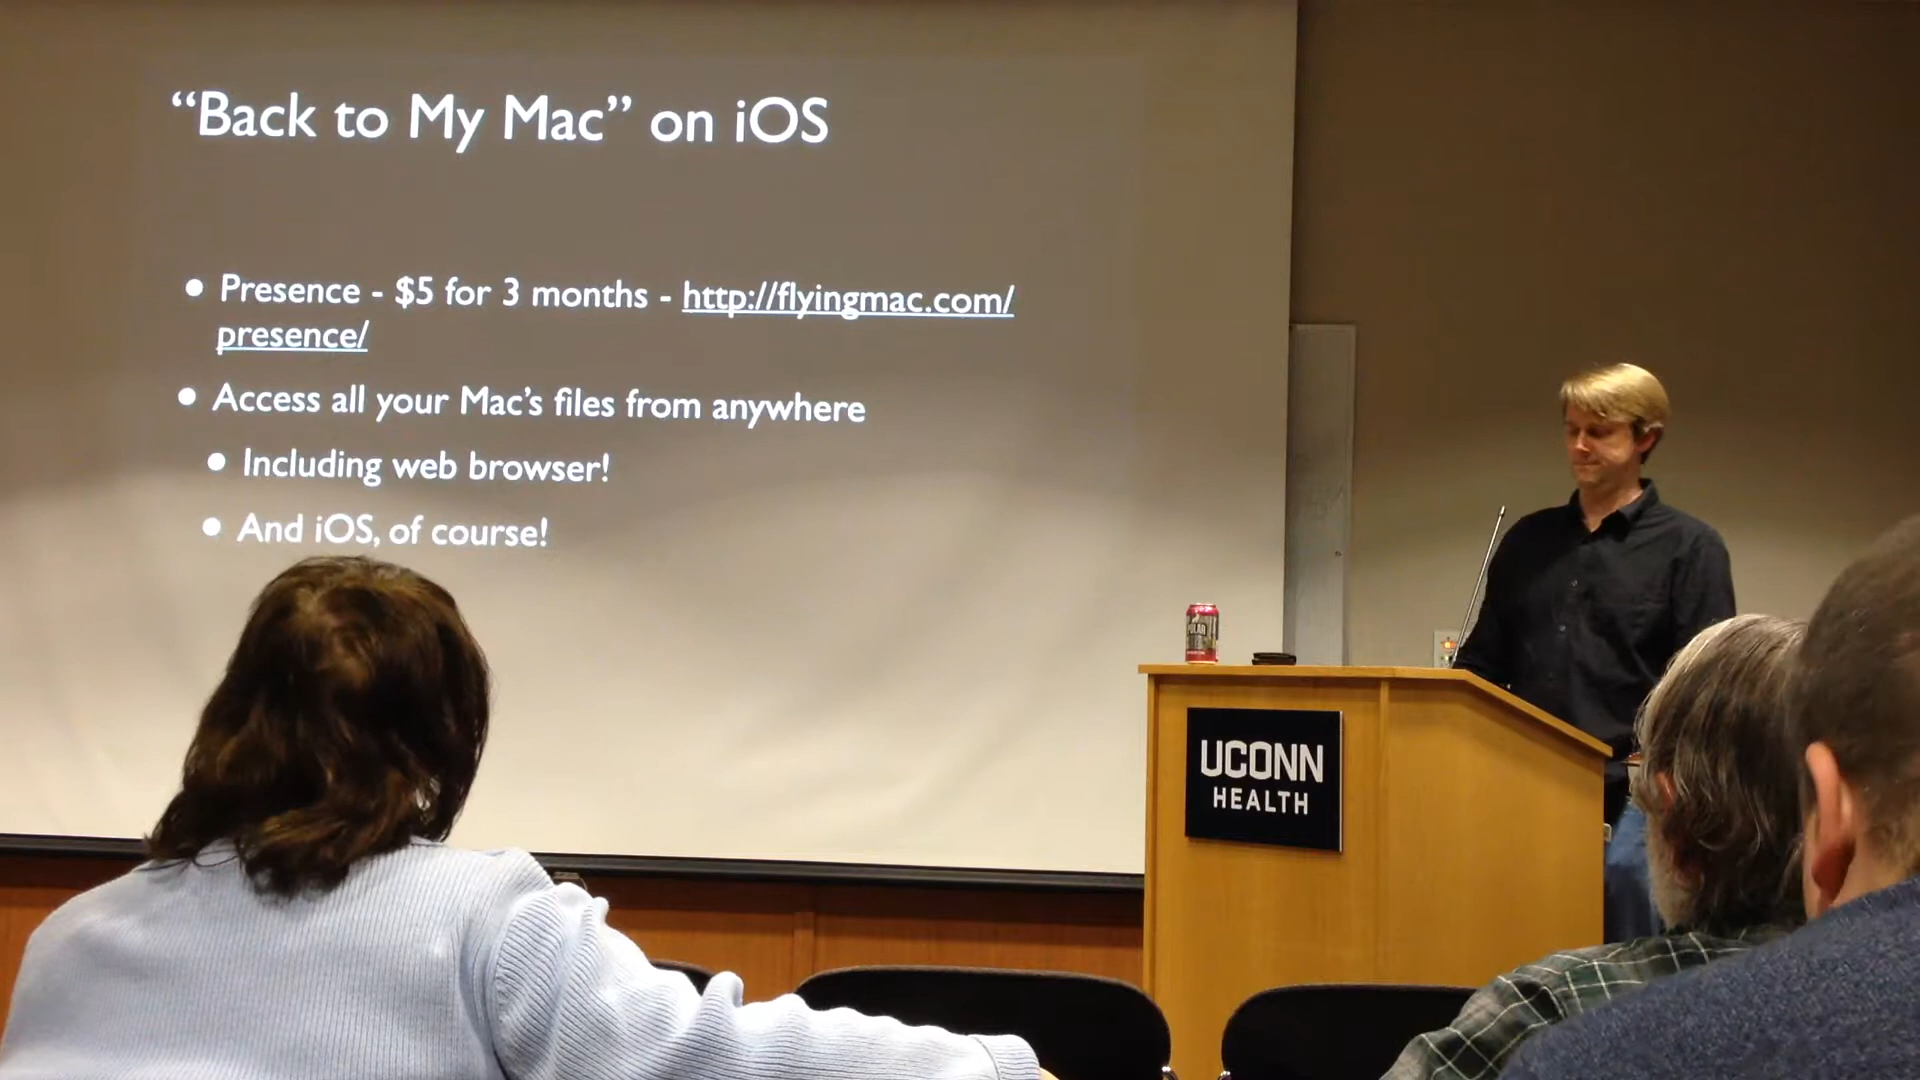 “Back to My Mac” on iOS
• Presence - $5 for 3 months - http://flyingmac.com/
presence/
• Access all your Mac’s files from anywhere
• Including web browser!
• And iOS, of course!
POLAR
UCONN
HEALTH